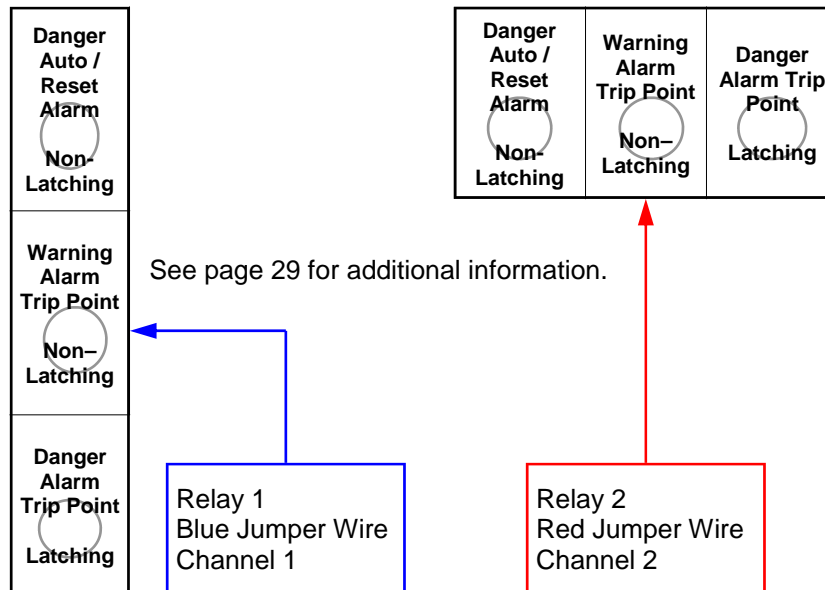 Danger
Auto /
Reset
Alarm
Non-
Latching
Warning
Alarm
Trip Point
Non–
Latching
Danger
Alarm
Trip Point
Latching
Danger
Auto /
Reset
Alarm
Non-
Latching
Warning
Alarm
Trip Point
Non–
Latching
Danger
Alarm Trip
Point
Latching
See page 29 for additional information.
Relay 1
Blue Jumper Wire
Channel 1
Relay 2
Red Jumper Wire
Channel 2